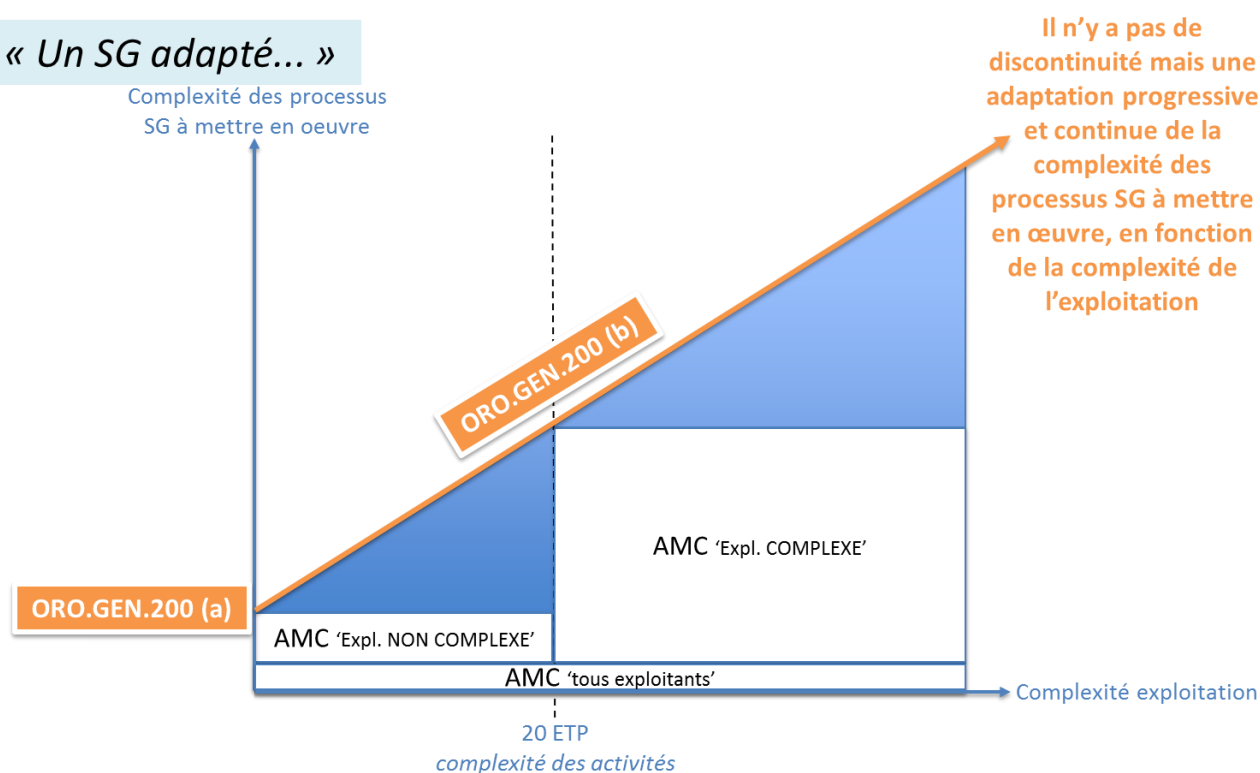 « Un SG adapté... »
Complexité des processus
SG à mettre en oeuvre
Il n’y a pas de
discontinuité mais une
adaptation progressive
et continue de la
complexité des
processus SG à mettre
en œuvre, en fonction
de la complexité de
l’exploitation
ORO.GEN.200 (b)
AMC ‘Expl. COMPLEXE’
ORO.GEN.200 (a)
AMC ‘Expl. NON COMPLEXE’
AMC ‘tous exploitants’
Complexité exploitation
20 ETP
complexité des activités